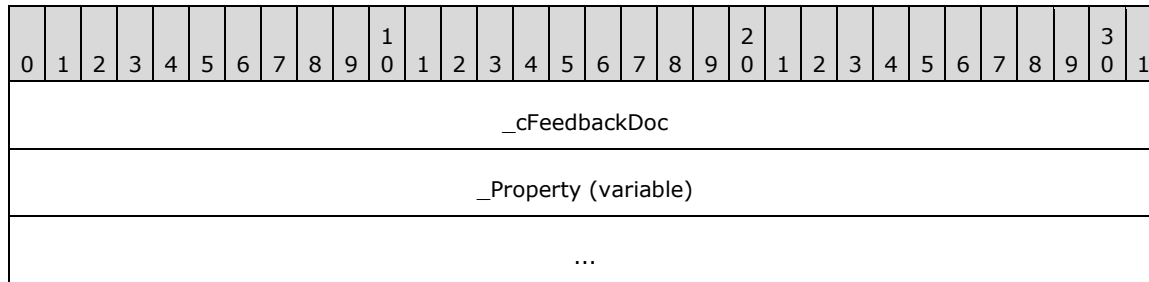 1 2 3
0 1 2 3 4 5 6 7 8 9 0 1 2 3 4 5 6 7 8 9 0 1 2 3 4 5 6 7 8 9 0 1
_cFeedbackDoc
_Property (variable)
...